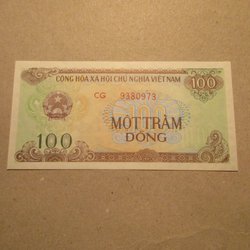 CỘNG HÒA XÃ HỘI CHỦ NGHĨA VIỆT NAM
100
CG 9380973
100
MỘT TRĂM
ĐỒNG